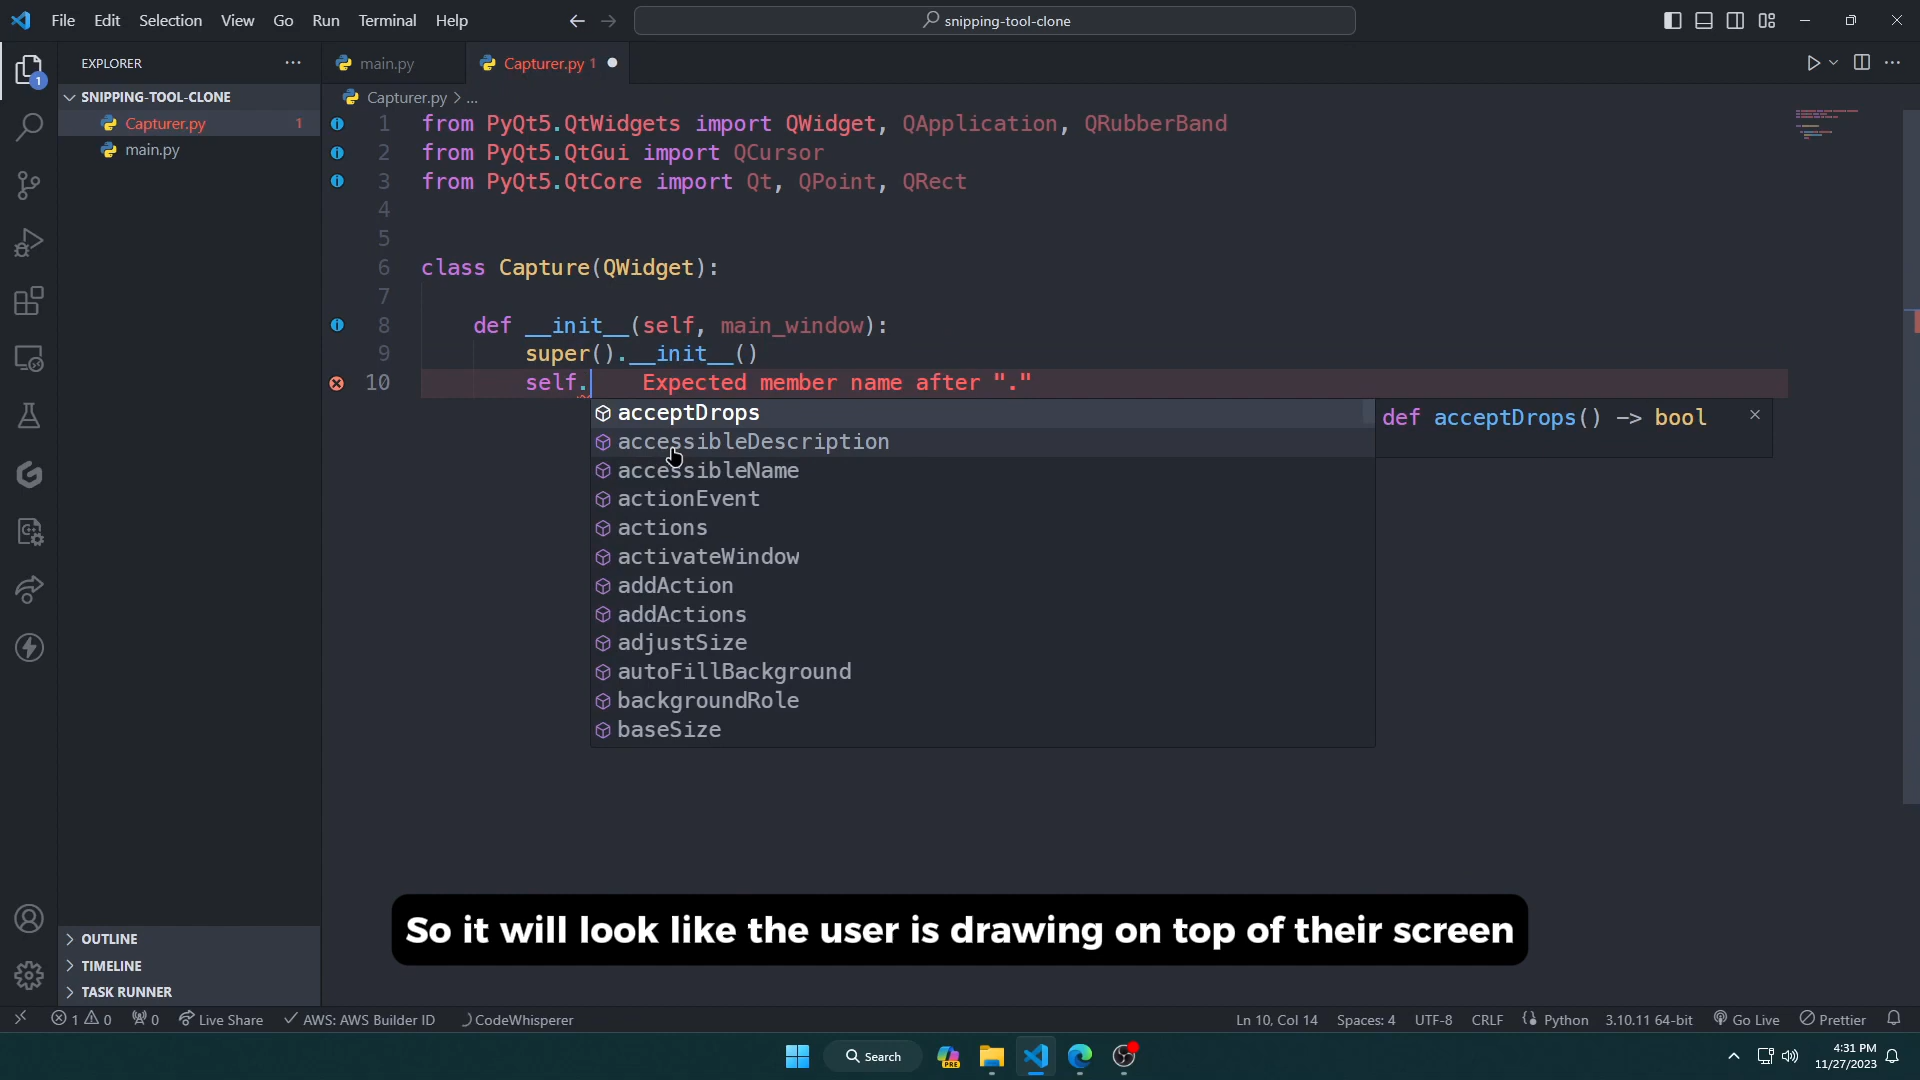 File Edit Selection View Go Run Terminal Help
snipping-tool-clone
EXPLORER
main.py
Capturer.py 1
1
SNIPPING-TOOL-CLONE
Capturer.py 1
main.py
Capturer.py > ...
1 from PyQt5.QtWidgets import QWidget, QApplication, QRubberBand
2 from PyQt5.QtGui import QCursor
3 from PyQt5.QtCore import Qt, QPoint, QRect
4
5
6 class Capture(QWidget):
7
8 def __init__(self, main_window):
9 super().__init__()
10 self. Expected member name after "."
acceptDrops
def acceptDrops() -> bool
accessibleDescription
accessibleName
actionEvent
actions
activateWindow
addAction
addActions
adjustSize
autoFillBackground
backgroundRole
baseSize
So it will look like the user is drawing on top of their screen
OUTLINE
TIMELINE
TASK RUNNER
1 0 0 Live Share AWS: AWS Builder ID CodeWhisperer
Ln 10, Col 14 Spaces: 4 UTF-8 CRLF Python 3.10.11 64-bit Go Live Prettier
Search
PRE
4:31 PM
11/27/2023